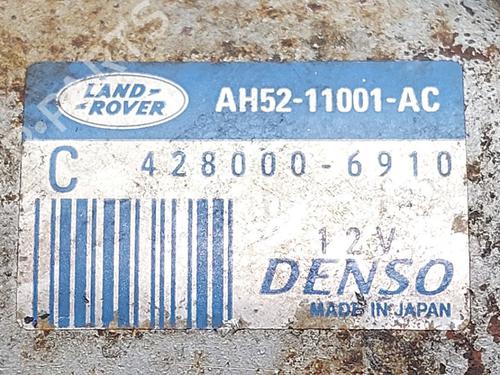 LAND-
-ROVER
AH52-11001-AC
C 428000-6910
12V
DENSO
MADE IN JAPAN